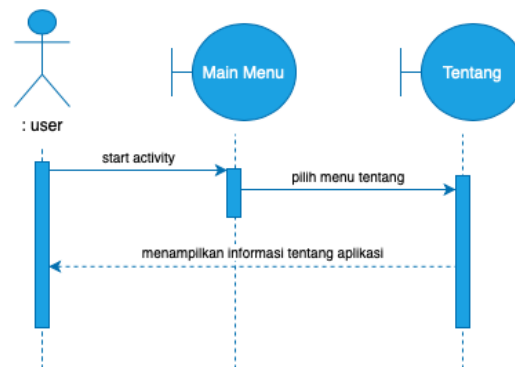 Main Menu
Tentang
: user
start activity
pilih menu tentang
menampilkan informasi tentang aplikasi